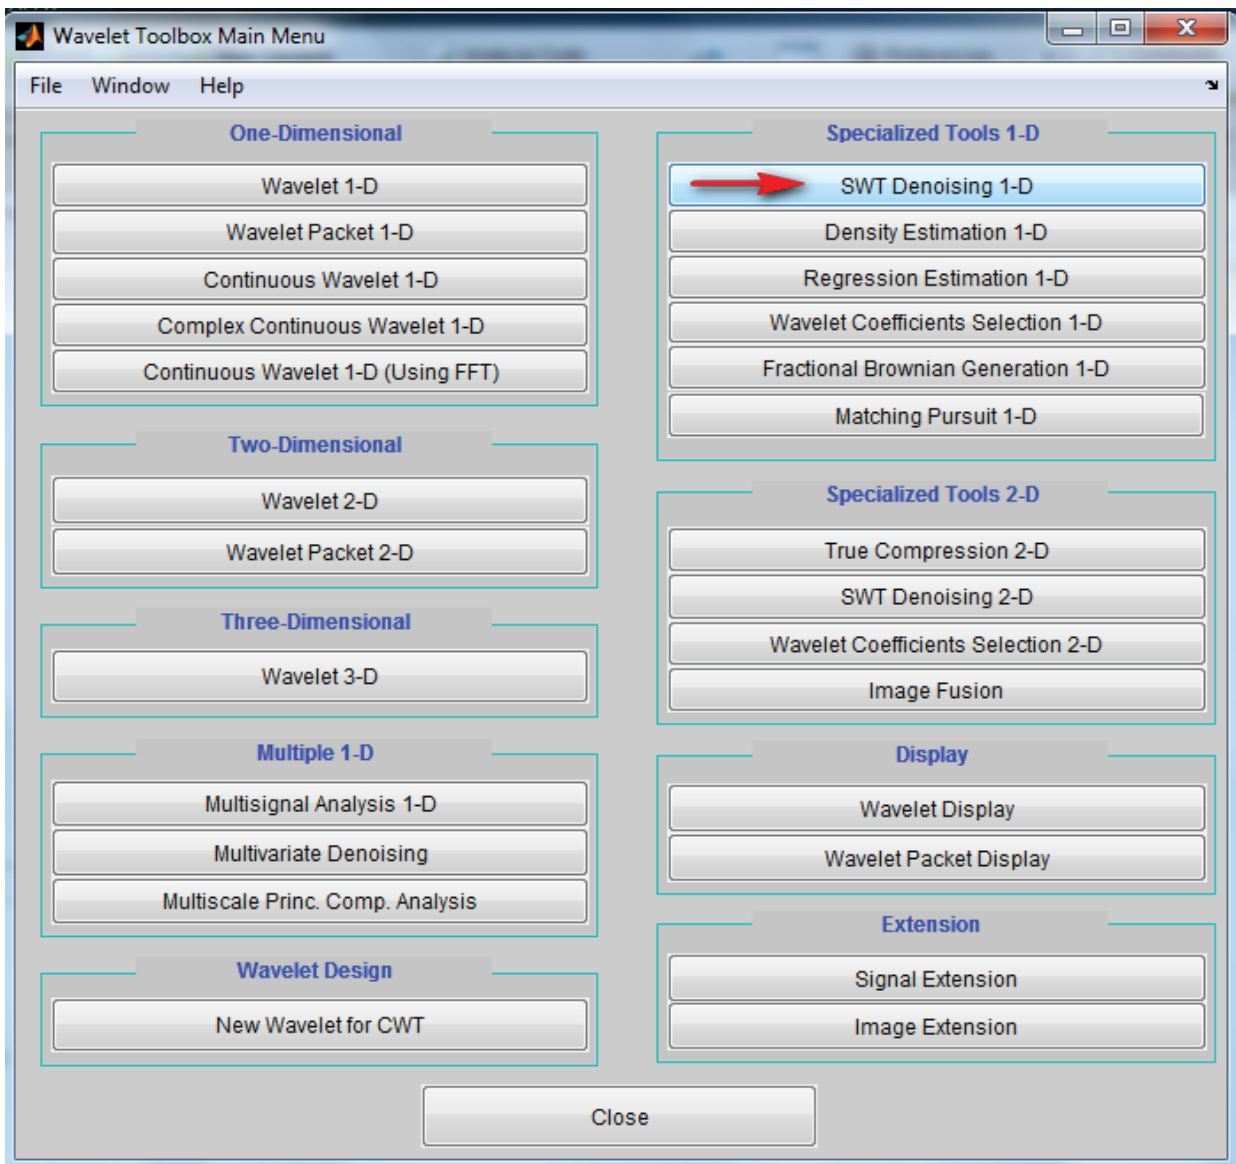 Wavelet Toolbox Main Menu
File Window Help
One-Dimensional
Wavelet 1-D
Wavelet Packet 1-D
Continuous Wavelet 1-D
Complex Continuous Wavelet 1-D
Continuous Wavelet 1-D (Using FFT)
Two-Dimensional
Wavelet 2-D
Wavelet Packet 2-D
Three-Dimensional
Wavelet 3-D
Multiple 1-D
Multisignal Analysis 1-D
Multivariate Denoising
Multiscale Princ. Comp. Analysis
Wavelet Design
New Wavelet for CWT
Specialized Tools 1-D
SWT Denoising 1-D
Density Estimation 1-D
Regression Estimation 1-D
Wavelet Coefficients Selection 1-D
Fractional Brownian Generation 1-D
Matching Pursuit 1-D
Specialized Tools 2-D
True Compression 2-D
SWT Denoising 2-D
Wavelet Coefficients Selection 2-D
Image Fusion
Display
Wavelet Display
Wavelet Packet Display
Extension
Signal Extension
Image Extension
Close